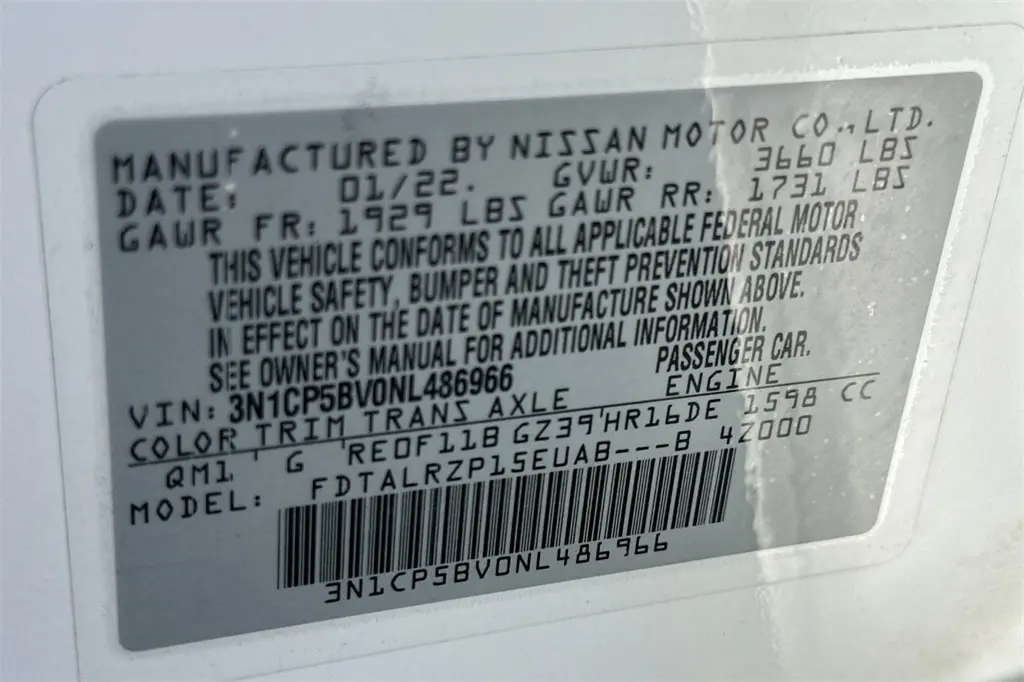 MANUFACTURED BY NISSAN MOTOR CO., LTD.
DATE: 01/22. GVWR: 3660 LBS
GAWR FR: 1929 LBS GAWR RR: 1731 LBS
THIS VEHICLE CONFORMS TO ALL APPLICABLE FEDERAL MOTOR
VEHICLE SAFETY, BUMPER AND THEFT PREVENTION STANDARDS
IN EFFECT ON THE DATE OF MANUFACTURE SHOWN ABOVE.
SEE OWNER'S MANUAL FOR ADDITIONAL INFORMATION.
VIN: 3N1CP5BV0NL486966 PASSENGER CAR.
COLOR TRIM TRANS AXLE ENGINE
QM1 ' G 'RE0F11B GZ39'HR16DE 1598 CC
MODEL: FDTALRZP15EUAB---B 4Z000
3N1CP5BV0NL486966